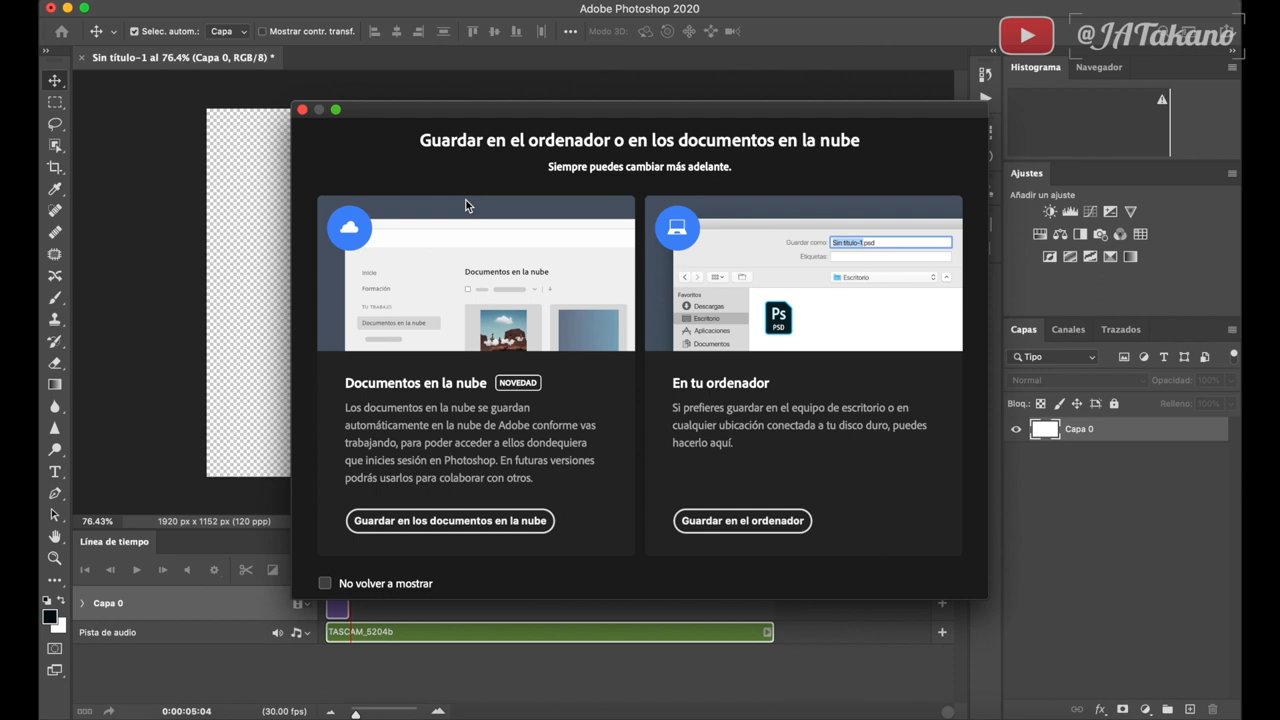 Adobe Photoshop 2020
Selec. autom.: Capa Mostrar contr. transf. Modo 3D:
@JATakano
Sin título-1 al 76.4% (Capa 0, RGB/8) *
Histograma Navegador
Guardar en el ordenador o en los documentos en la nube
Siempre puedes cambiar más adelante.
Ajustes
Añadir un ajuste
Guardar como: Sin título-1.psd
Etiquetas:
Inicio
Formación
TU TRABAJO
Documentos en la nube
Documentos en la nube
Escritorio
Favoritos
Descargas
Escritorio
Aplicaciones
Documentos
Ps
PSD
Capas Canales Trazados
Tipo
Normal Opacidad: 100%
Bloq.: Relleno: 100%
Capa 0
Documentos en la nube NOVEDAD
Los documentos en la nube se guardan
automáticamente en la nube de Adobe conforme vas
trabajando, para poder acceder a ellos dondequiera
que inicies sesión en Photoshop. En futuras versiones
podrás usarlos para colaborar con otros.
Guardar en los documentos en la nube
En tu ordenador
Si prefieres guardar en el equipo de escritorio o en
cualquier ubicación conectada a tu disco duro, puedes
hacerlo aquí.
Guardar en el ordenador
No volver a mostrar
76.43% 1920 px x 1152 px (120 ppp)
Línea de tiempo
Capa 0
Pista de audio
TASCAM_5204b
0:00:05:04 (30.00 fps)